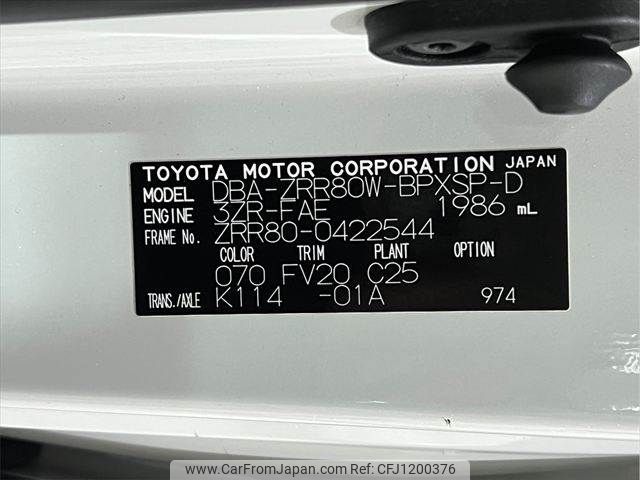 TOYOTA MOTOR CORPORATION JAPAN
MODEL DBA-ZRR80W-BPXSP-D
ENGINE 3ZR-FAE 1986 mL
FRAME No. ZRR80-0422544
COLOR TRIM PLANT OPTION
070 FV20 C25
TRANS./AXLE K114 -01A 974
www.CarFromJapan.com | Ref. No: CFJ1200376